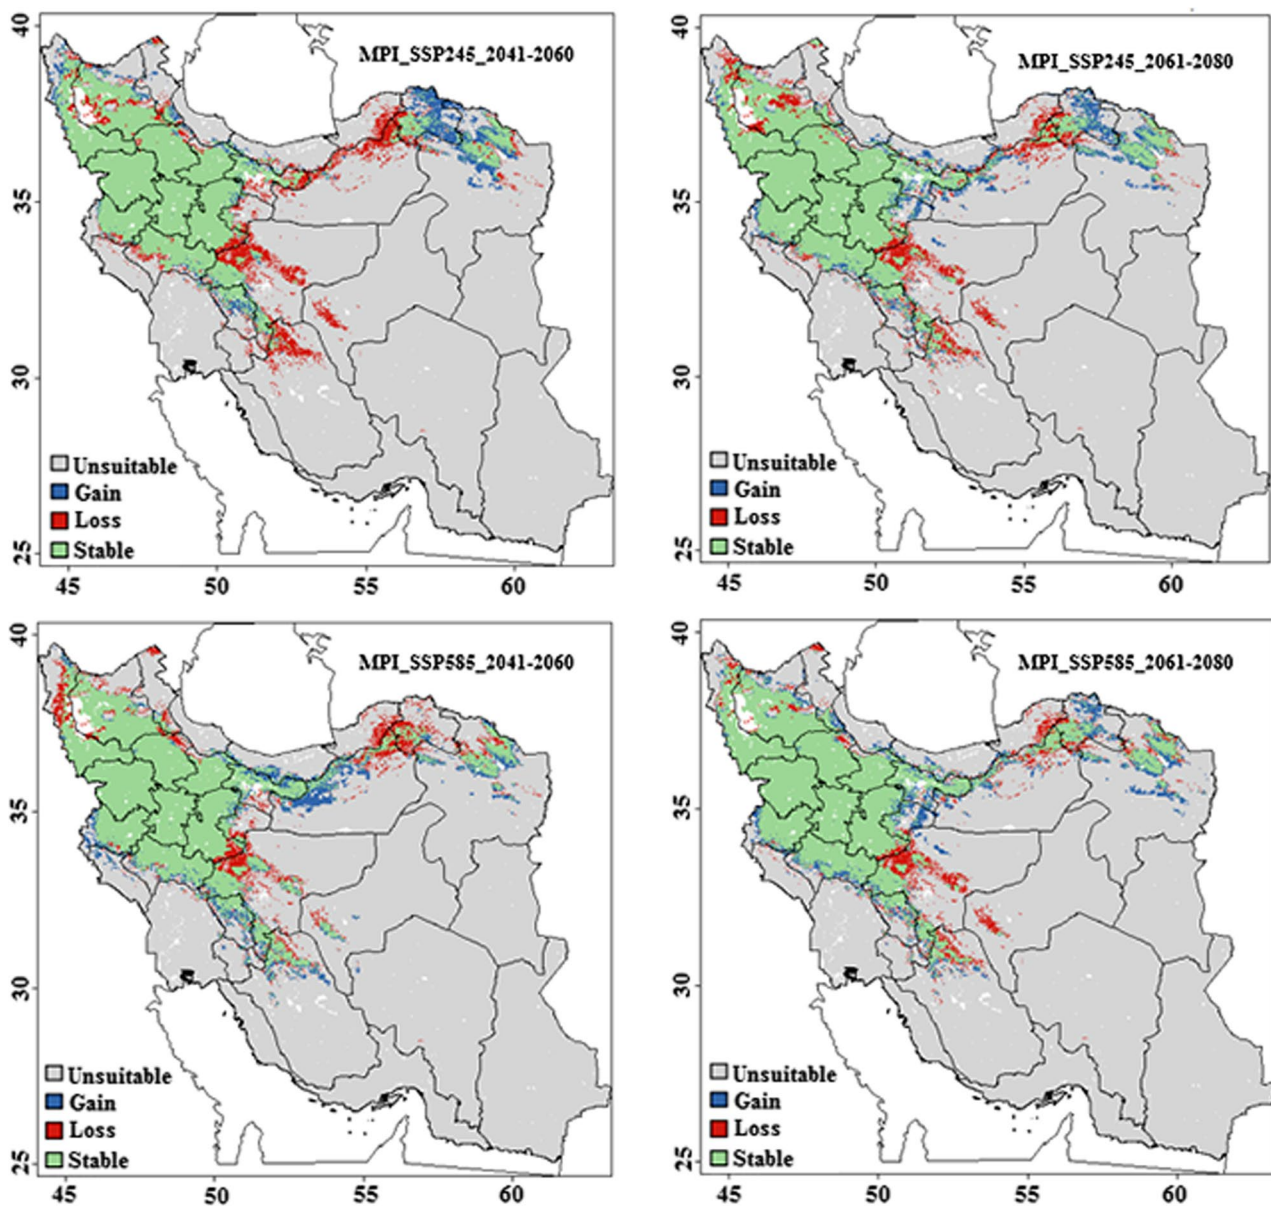 MPI_SSP245_2041-2060
40
35
30
25
Unsuitable
Gain
Loss
Stable
45 50 55 60
MPI_SSP245_2061-2080
40
35
30
25
Unsuitable
Gain
Loss
Stable
45 50 55 60
MPI_SSP585_2041-2060
40
35
30
25
Unsuitable
Gain
Loss
Stable
45 50 55 60
MPI_SSP585_2061-2080
40
35
30
25
Unsuitable
Gain
Loss
Stable
45 50 55 60